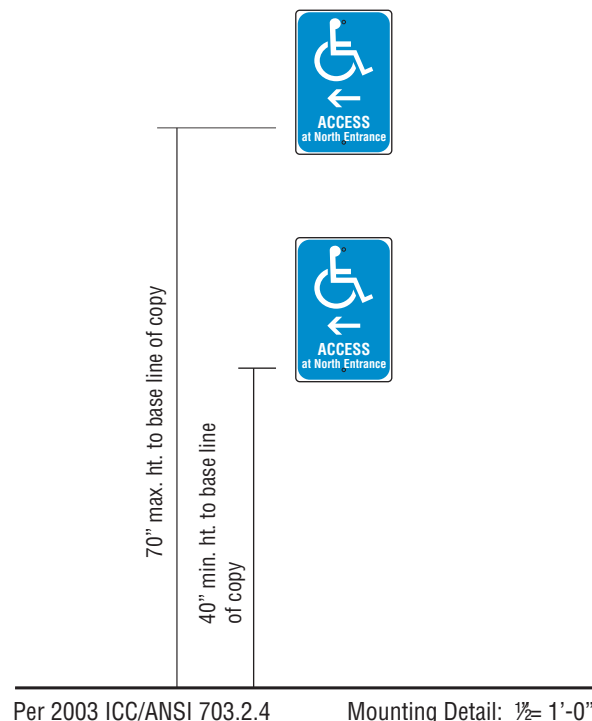 ACCESS
at North Entrance
ACCESS
at North Entrance
70” max. ht. to base line of copy
40” min. ht. to base line
of copy
Per 2003 ICC/ANSI 703.2.4
Mounting Detail: ½”= 1’-0”